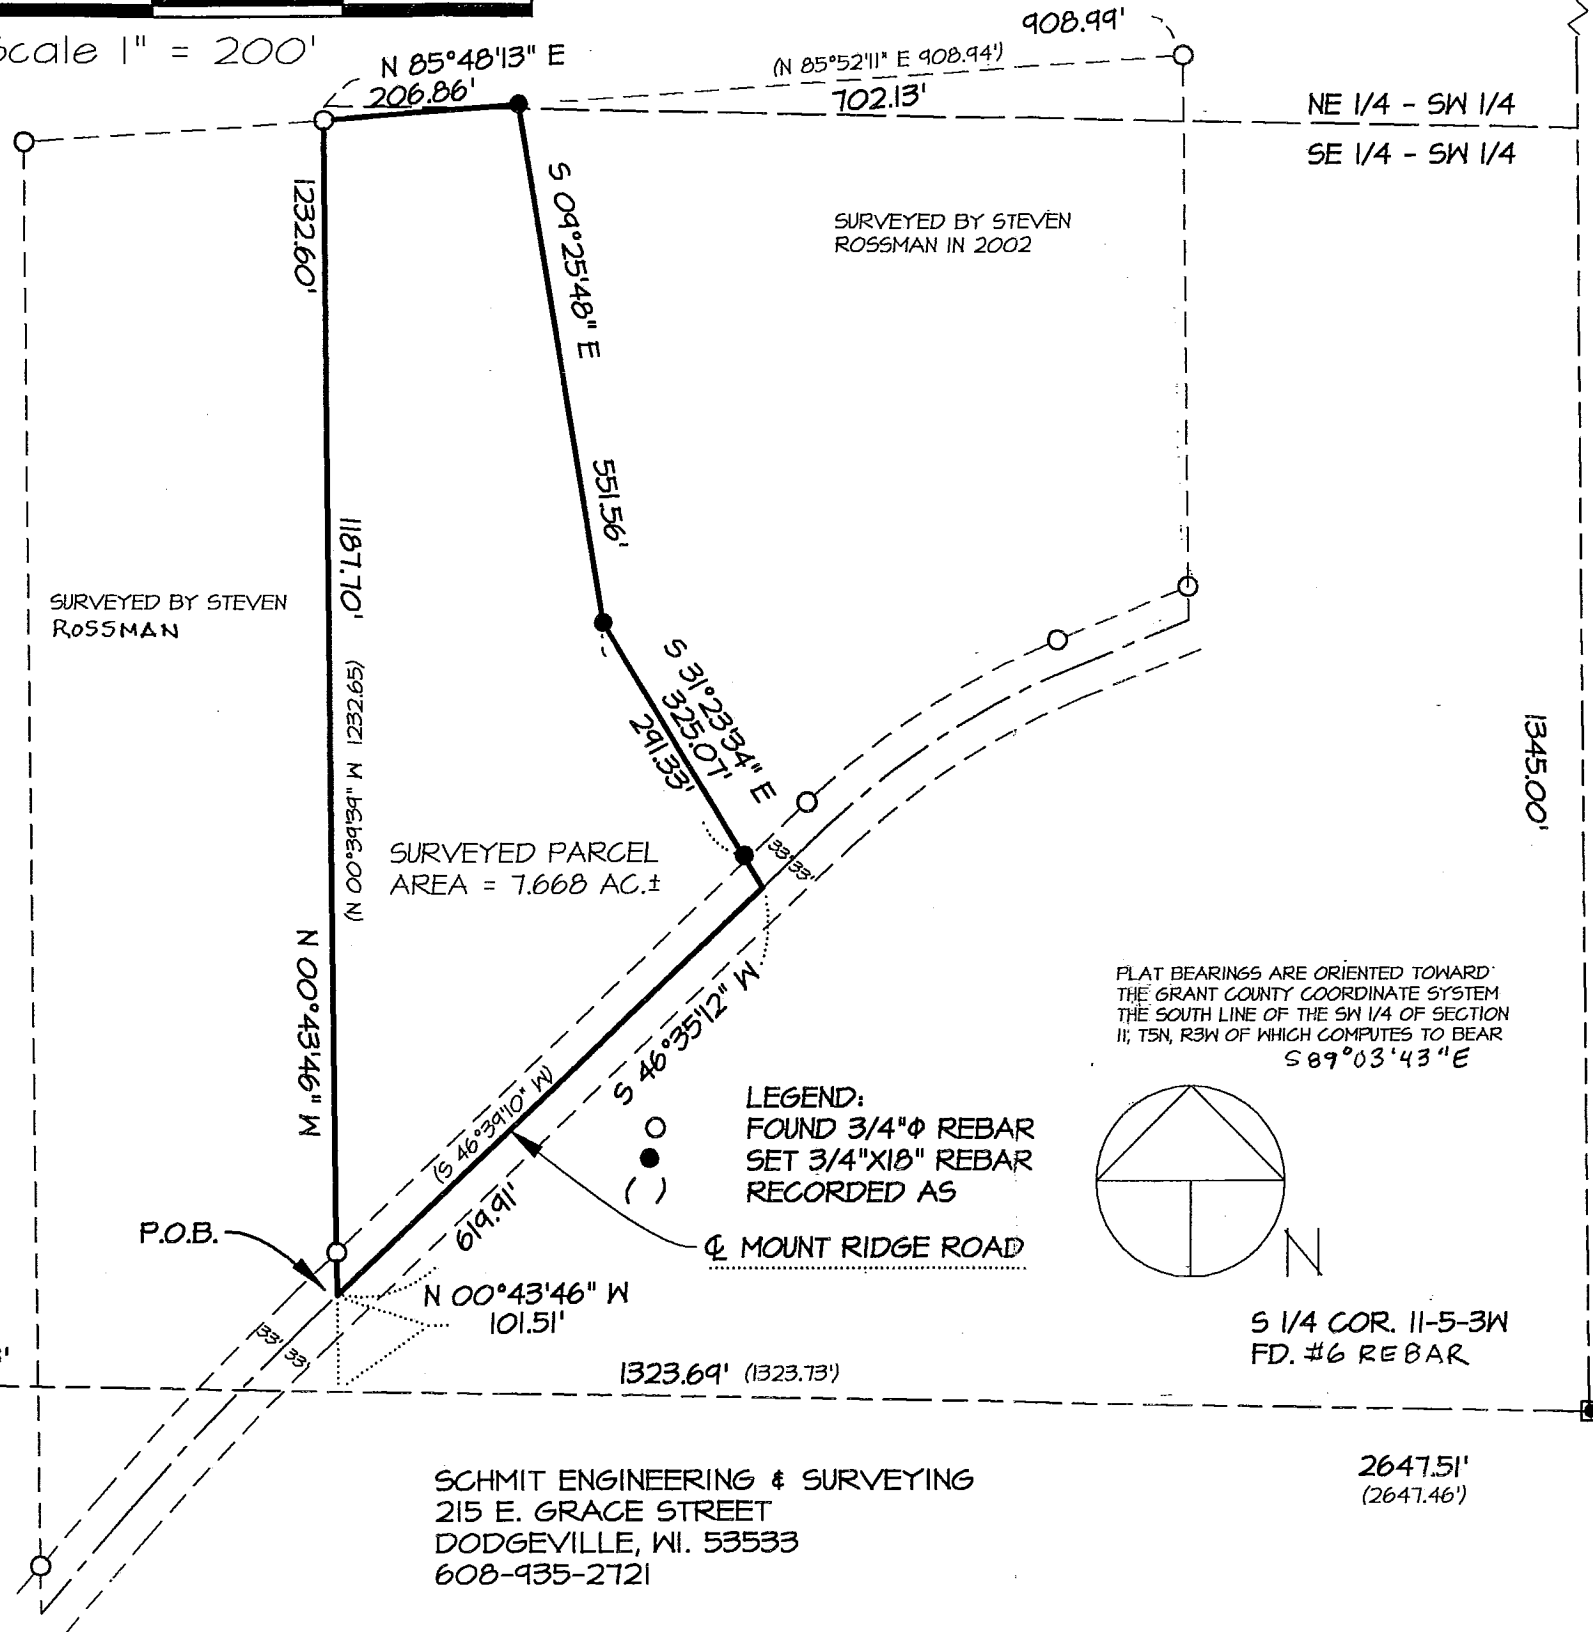 Scale 1" = 200'
N 85°48'13" E
206.86'
908.99'
(N 85°52'11" E 908.94')
702.13'
NE 1/4 - SW 1/4
SE 1/4 - SW 1/4
1232.60'
S 09°25'48" E
551.56'
SURVEYED BY STEVEN
ROSSMAN IN 2002
SURVEYED BY STEVEN
ROSSMAN
1187.70'
(N 00°39'39" W 1232.65)
N 00°43'46" W
S 31°23'34" E
325.07'
291.33'
33'
33'
SURVEYED PARCEL
AREA = 7.668 AC.±
1345.00'
S 46°35'12" W
(S 46°39'10" W)
619.91'
PLAT BEARINGS ARE ORIENTED TOWARD
THE GRANT COUNTY COORDINATE SYSTEM
THE SOUTH LINE OF THE SW 1/4 OF SECTION
11, T5N, R3W OF WHICH COMPUTES TO BEAR
S 89°03'43"E
LEGEND:
FOUND 3/4"Φ REBAR
SET 3/4"X18" REBAR
( ) RECORDED AS
℄ MOUNT RIDGE ROAD
P.O.B.
N
N 00°43'46" W
101.51'
33'
33'
S 1/4 COR. 11-5-3W
FD. #6 REBAR
1323.69' (1323.73')
2647.51'
(2647.46')
SCHMIT ENGINEERING & SURVEYING
215 E. GRACE STREET
DODGEVILLE, WI. 53533
608-935-2721